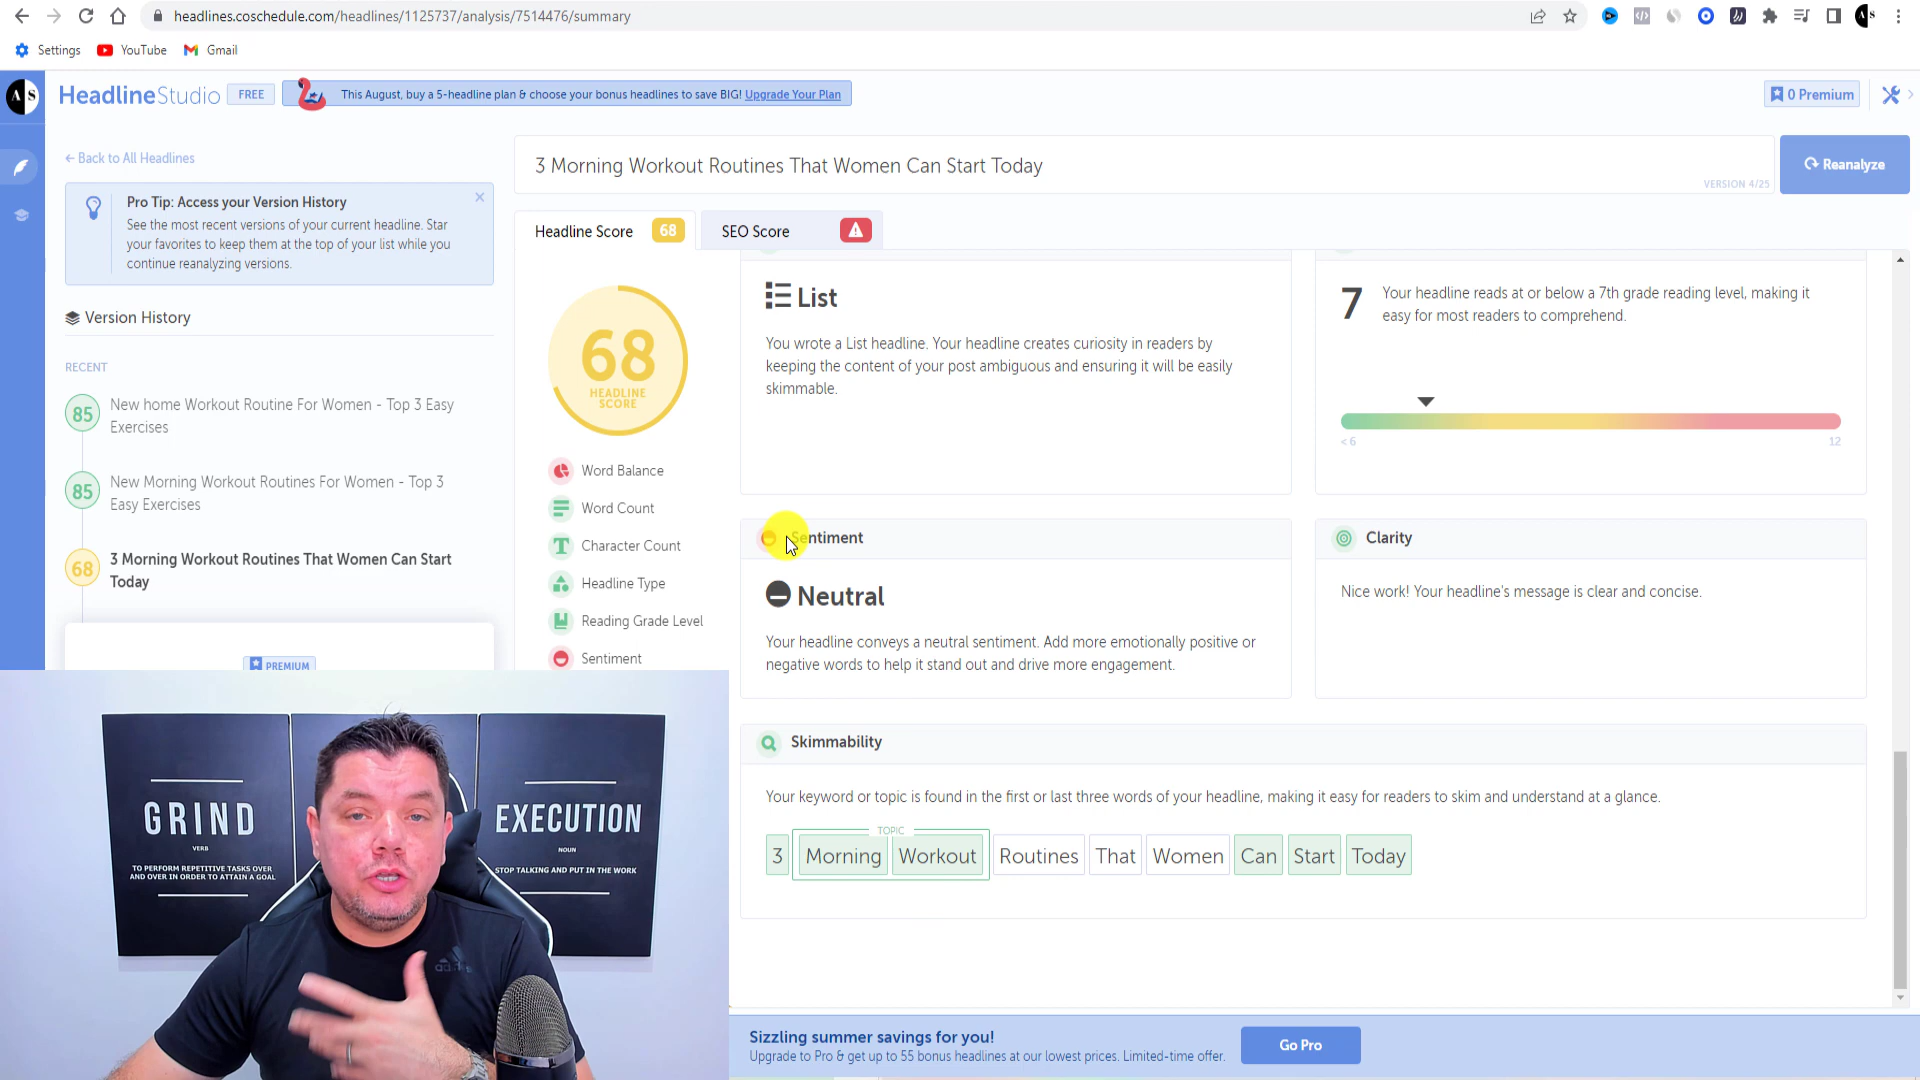 headlines.coschedule.com/headlines/1125737/analysis/7514476/summary
Settings
YouTube
Gmail
A S
HeadlineStudio
FREE
This August, buy a 5-headline plan & choose your bonus headlines to save BIG! Upgrade Your Plan
0 Premium
← Back to All Headlines
Pro Tip: Access your Version History
See the most recent versions of your current headline. Star
your favorites to keep them at the top of your list while you
continue reanalyzing versions.
Version History
RECENT
85
New home Workout Routine For Women - Top 3 Easy
Exercises
85
New Morning Workout Routines For Women - Top 3
Easy Exercises
68
3 Morning Workout Routines That Women Can Start
Today
PREMIUM
3 Morning Workout Routines That Women Can Start Today
VERSION 4/25
Reanalyze
Headline Score
68
SEO Score
68
HEADLINE
SCORE
Word Balance
Word Count
Character Count
Headline Type
Reading Grade Level
Sentiment
List
You wrote a List headline. Your headline creates curiosity in readers by
keeping the content of your post ambiguous and ensuring it will be easily
skimmable.
7
Your headline reads at or below a 7th grade reading level, making it
easy for most readers to comprehend.
< 6
12
Sentiment
Neutral
Your headline conveys a neutral sentiment. Add more emotionally positive or
negative words to help it stand out and drive more engagement.
Clarity
Nice work! Your headline's message is clear and concise.
Skimmability
Your keyword or topic is found in the first or last three words of your headline, making it easy for readers to skim and understand at a glance.
TOPIC
3 Morning Workout Routines That Women Can Start Today
Sizzling summer savings for you!
Upgrade to Pro & get up to 55 bonus headlines at our lowest prices. Limited-time offer.
Go Pro
GRIND
VERB
TO PERFORM REPETITIVE TASKS OVER
AND OVER IN ORDER TO ATTAIN A GOAL
EXECUTION
NOUN
STOP TALKING AND PUT IN THE WORK
adidas